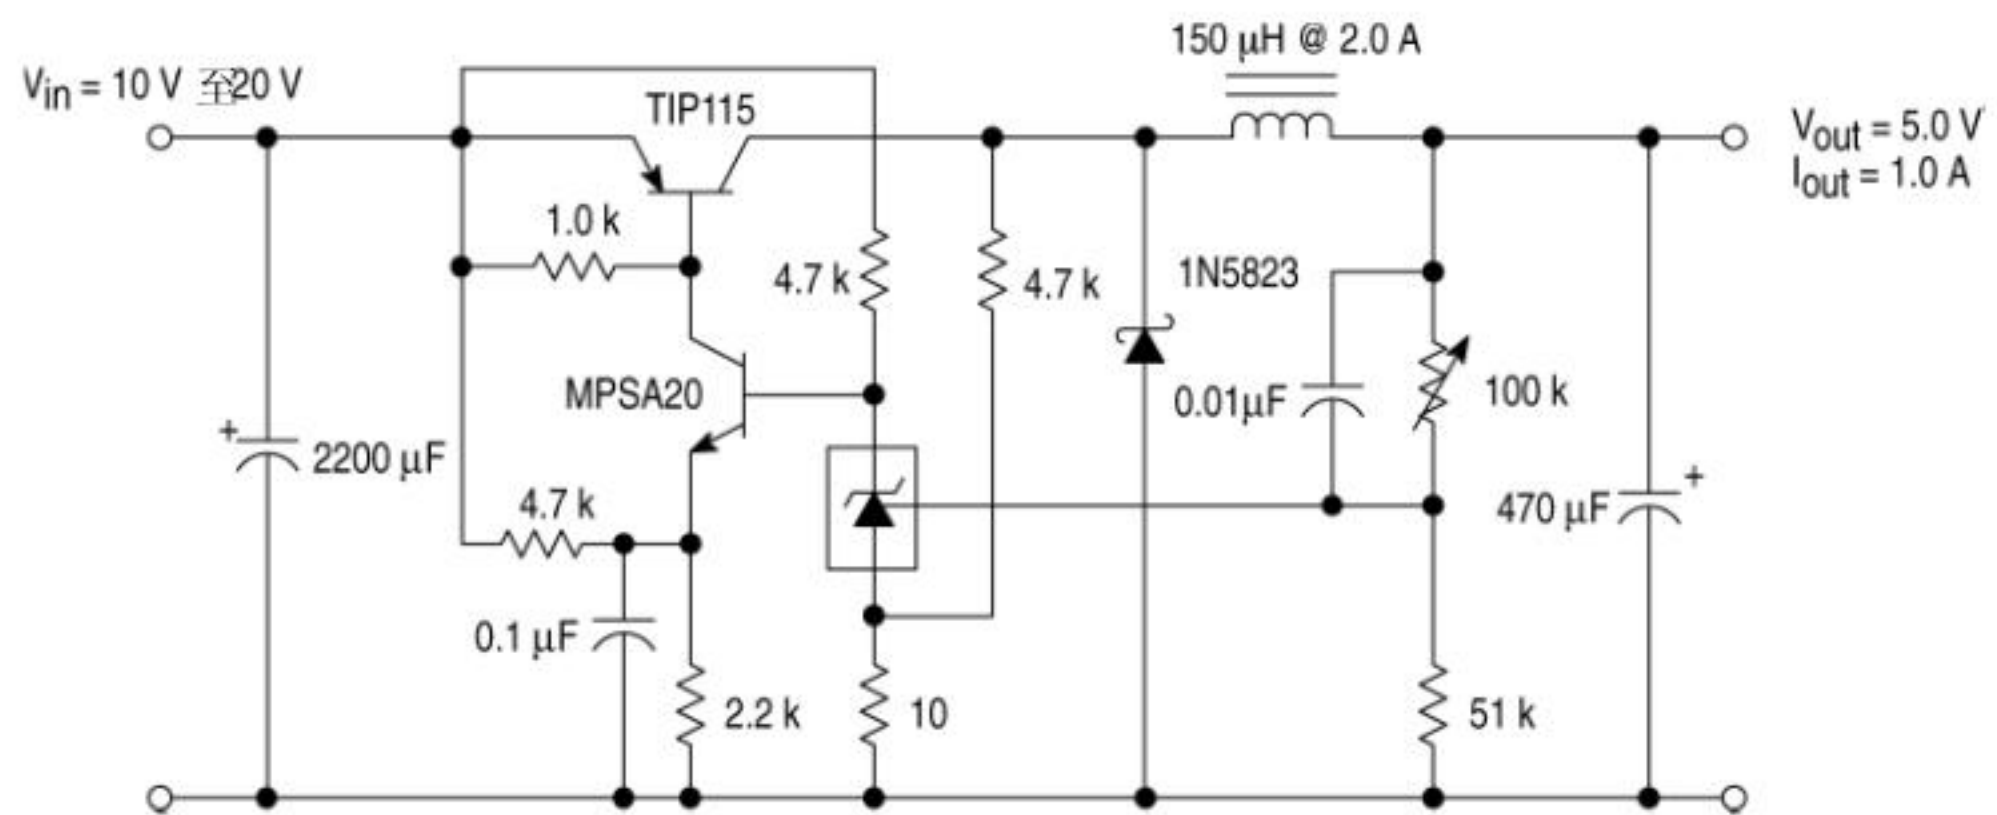 150 µH @ 2.0 A
Vin = 10 V 至20 V
TIP115
Vout = 5.0 V
Iout = 1.0 A
1.0 k
4.7 k
4.7 k
1N5823
MPSA20
0.01µF
100 k
+
2200 µF
+
470 µF
4.7 k
0.1 µF
2.2 k
10
51 k